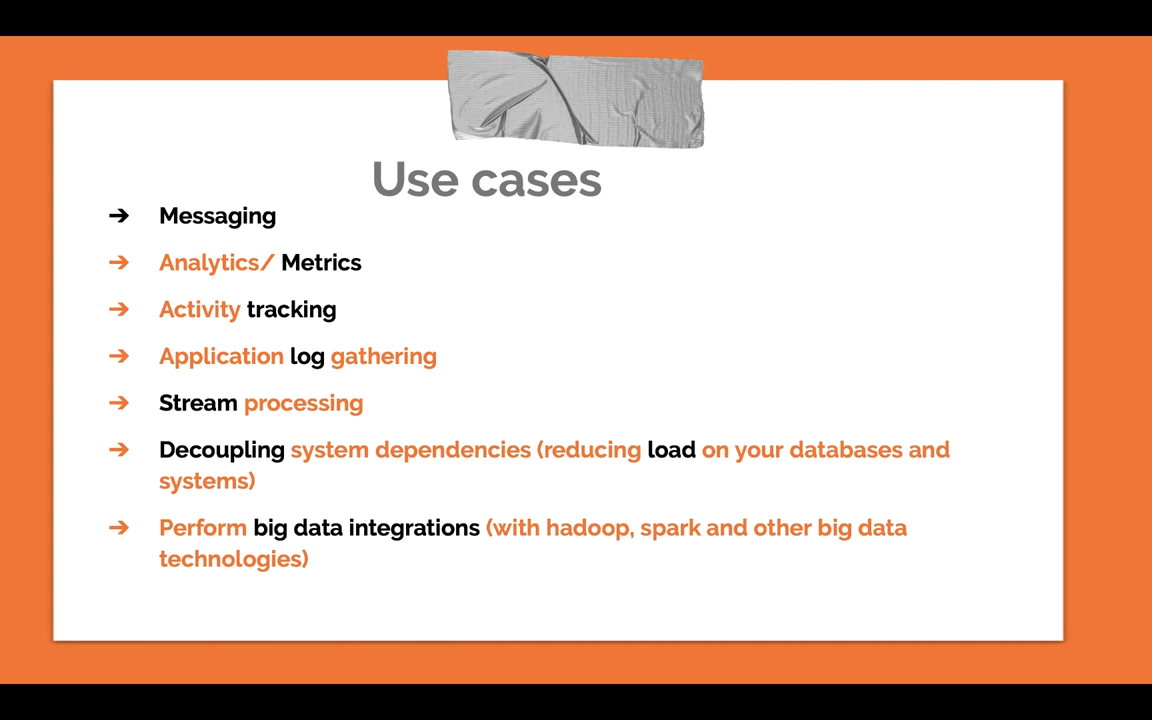 Use cases
➔ Messaging
➔ Analytics/ Metrics
➔ Activity tracking
➔ Application log gathering
➔ Stream processing
➔ Decoupling system dependencies (reducing load on your databases and
systems)
➔ Perform big data integrations (with hadoop, spark and other big data
technologies)